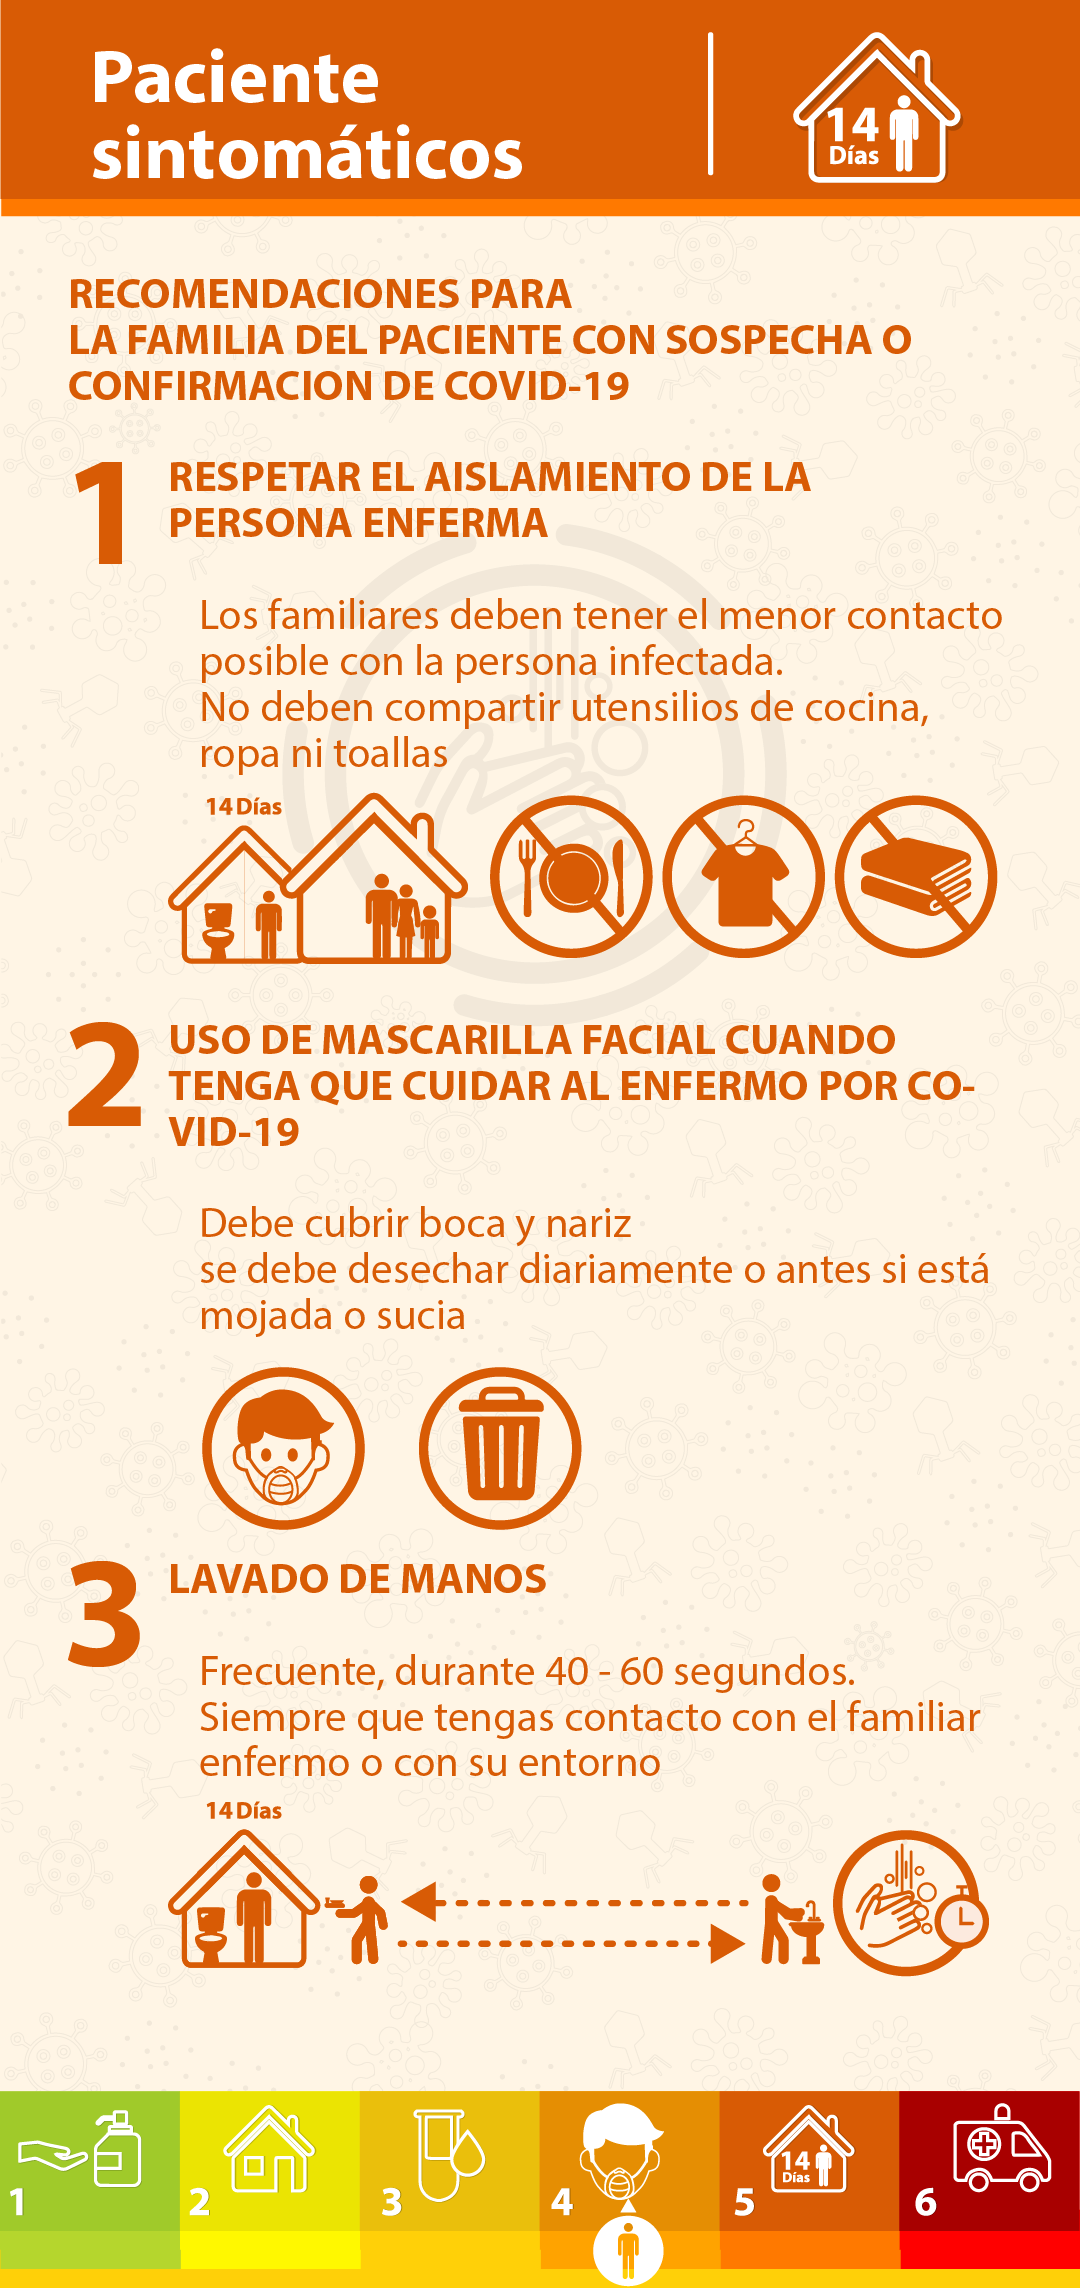 Paciente
sintomáticos
14
Días
RECOMENDACIONES PARA
LA FAMILIA DEL PACIENTE CON SOSPECHA O
CONFIRMACION DE COVID-19
1
RESPETAR EL AISLAMIENTO DE LA
PERSONA ENFERMA
Los familiares deben tener el menor contacto
posible con la persona infectada.
No deben compartir utensilios de cocina,
ropa ni toallas
14 Días
2
USO DE MASCARILLA FACIAL CUANDO
TENGA QUE CUIDAR AL ENFERMO POR CO-
VID-19
Debe cubrir boca y nariz
se debe desechar diariamente o antes si está
mojada o sucia
3
LAVADO DE MANOS
Frecuente, durante 40 - 60 segundos.
Siempre que tengas contacto con el familiar
enfermo o con su entorno
14 Días
1
2
3
4
5
14
Días
6